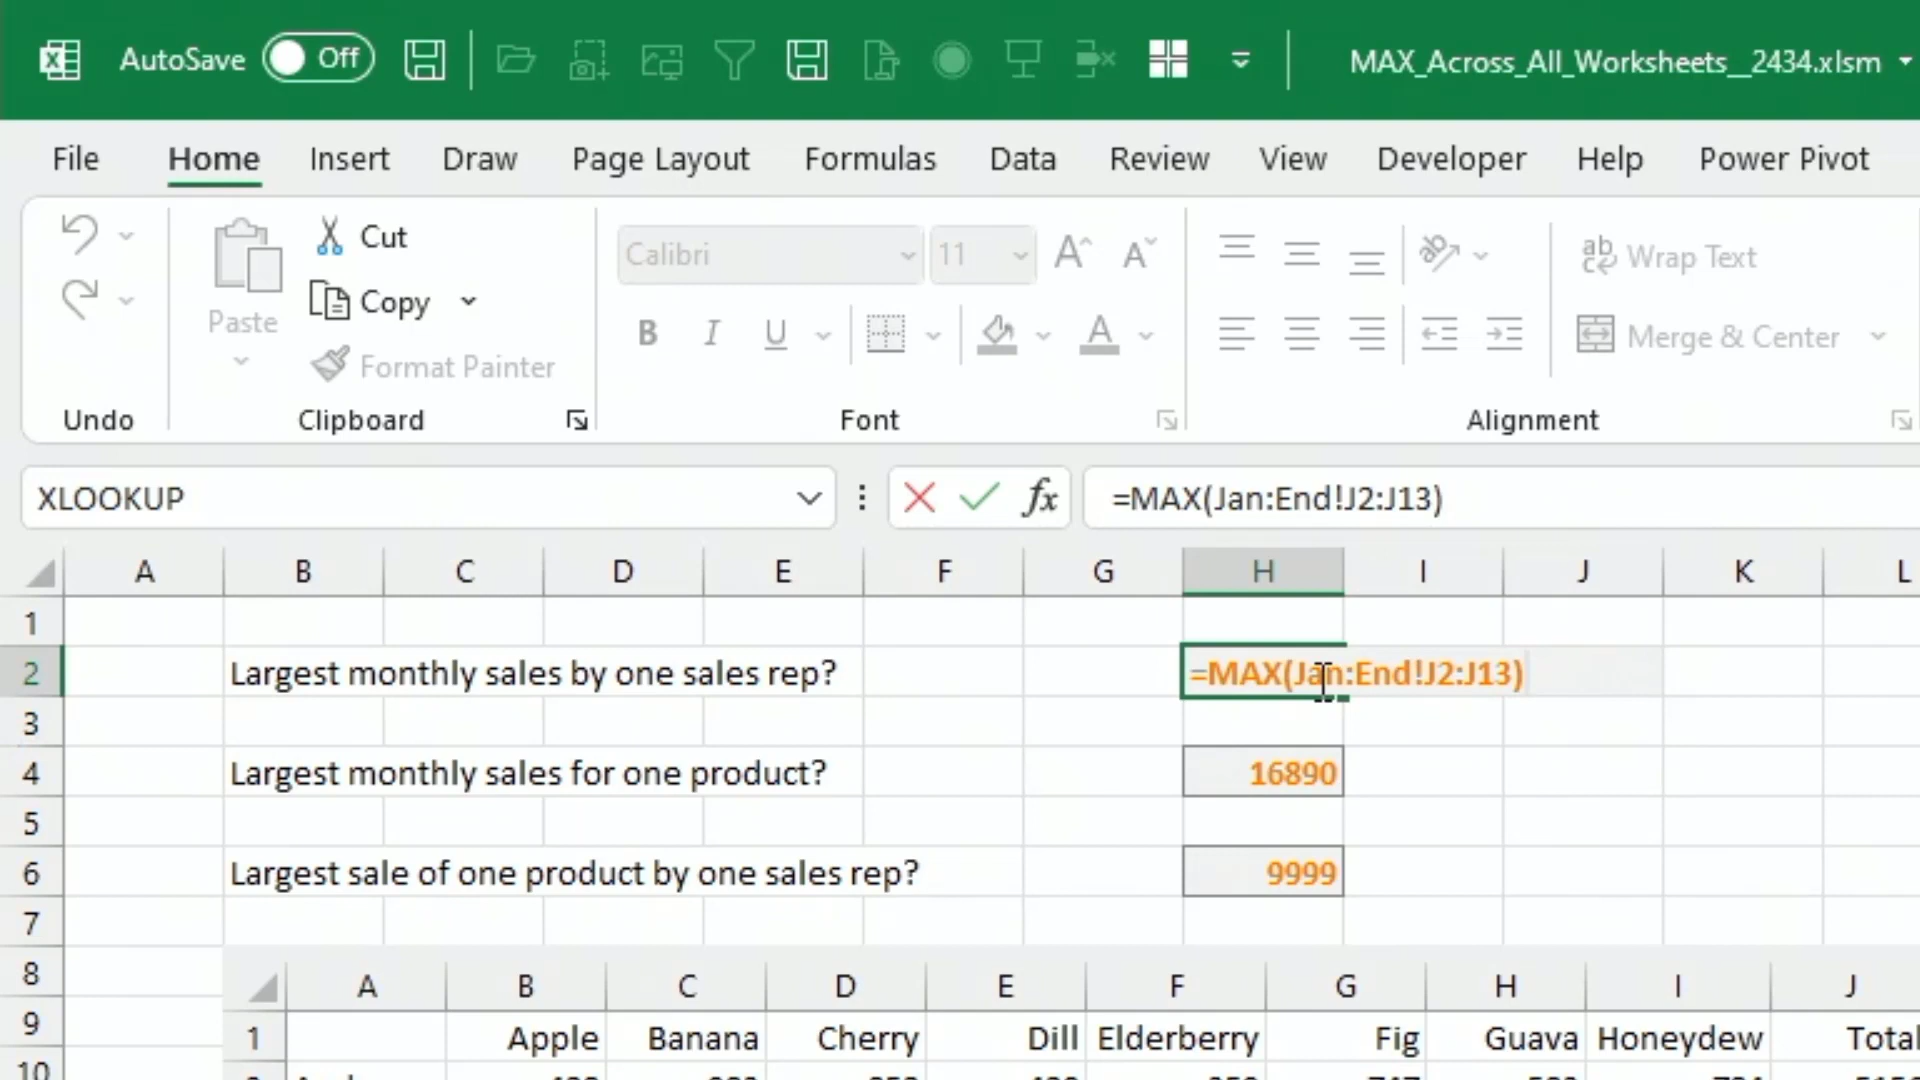 AutoSave Off MAX_Across_All_Worksheets__2434.xlsm
File Home Insert Draw Page Layout Formulas Data Review View Developer Help Power Pivot
Cut
Calibri 11 Wrap Text
Copy
Paste
Format Painter B I U A Merge & Center
Undo Clipboard Font Alignment
XLOOKUP fx =MAX(Jan:End!J2:J13)
A B C D E F G H I J K L
1
2 Largest monthly sales by one sales rep? =MAX(Jan:End!J2:J13)
3
4 Largest monthly sales for one product? 16890
5
6 Largest sale of one product by one sales rep? 9999
7
8 A B C D E F G H I J
9 1 Apple Banana Cherry Dill Elderberry Fig Guava Honeydew Total
10